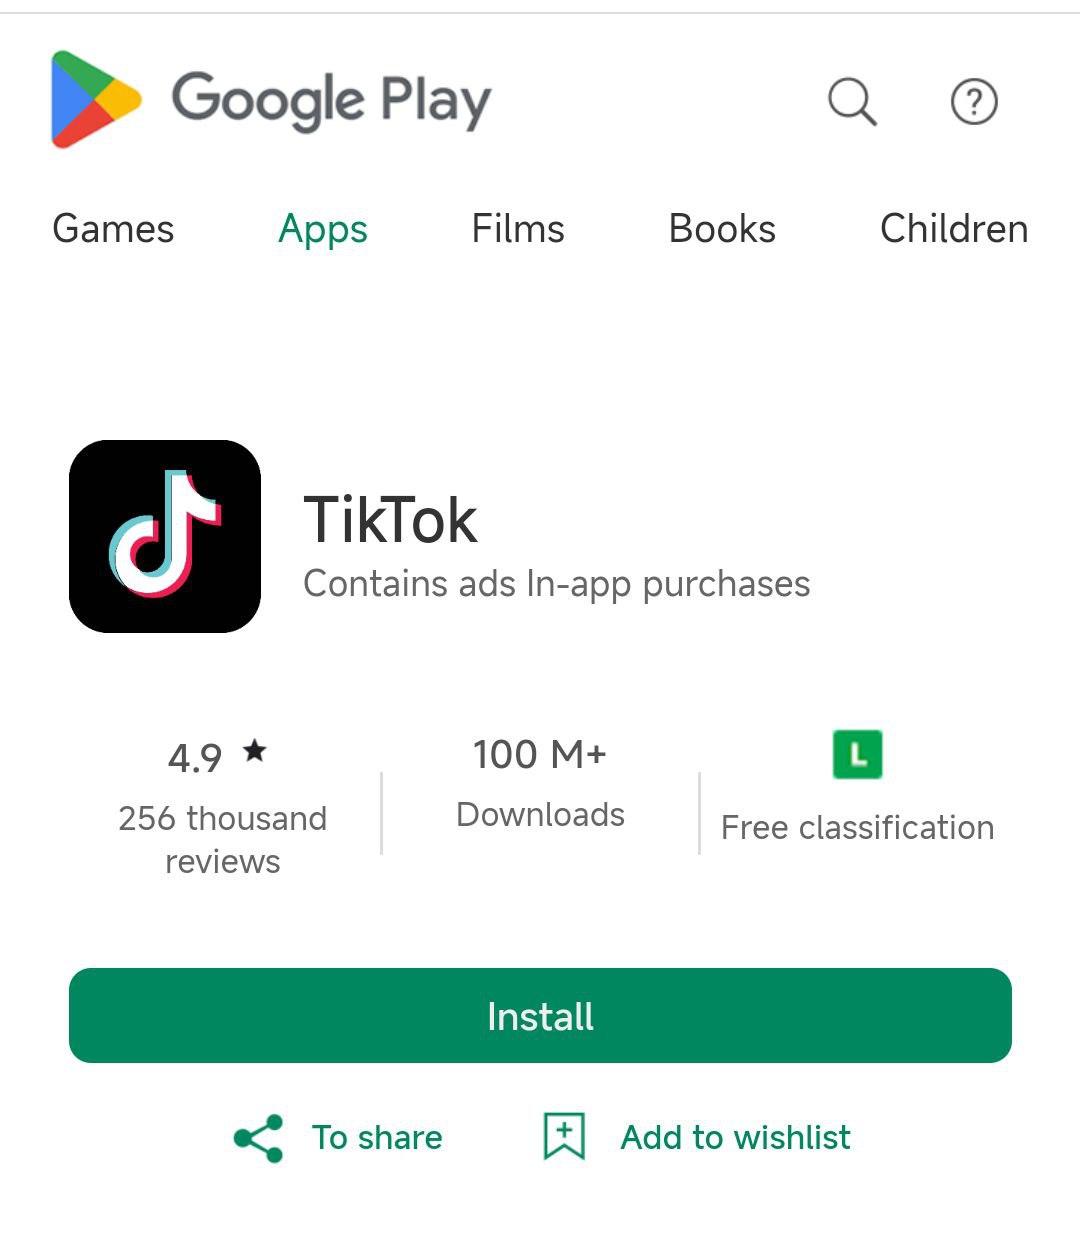 Google Play
Games Apps Films Books Children
TikTok
Contains ads In-app purchases
4.9 ★
256 thousand
reviews
100 M+
Downloads
L
Free classification
Install
To share
Add to wishlist